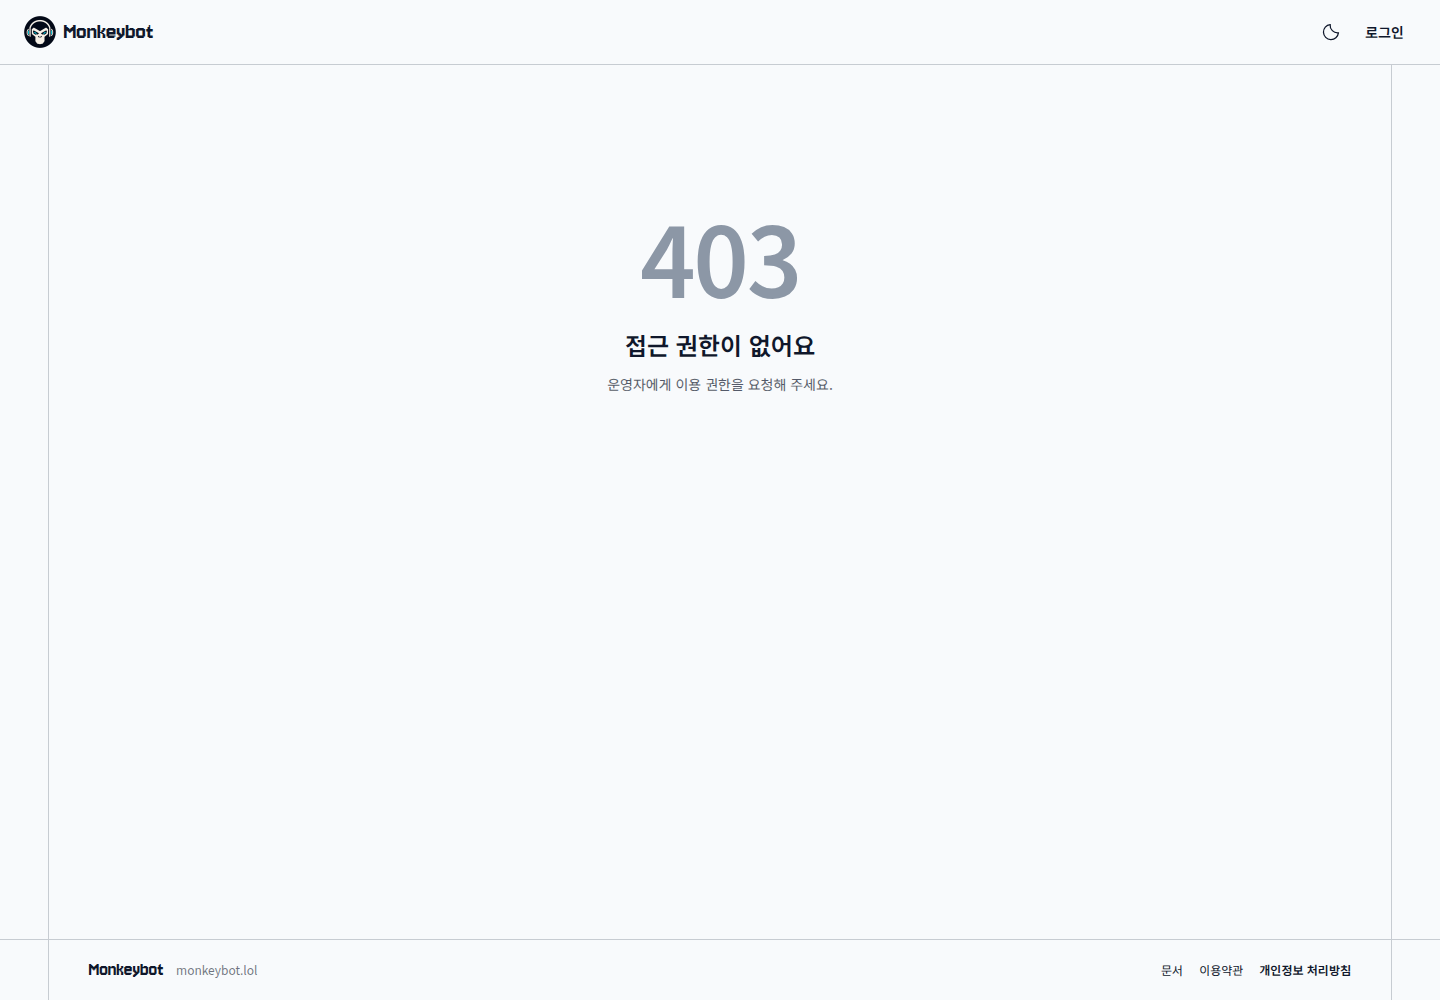 Monkeybot
로그인
403
접근 권한이 없어요
운영자에게 이용 권한을 요청해 주세요.
Monkeybot monkeybot.lol
문서 이용약관 개인정보 처리방침